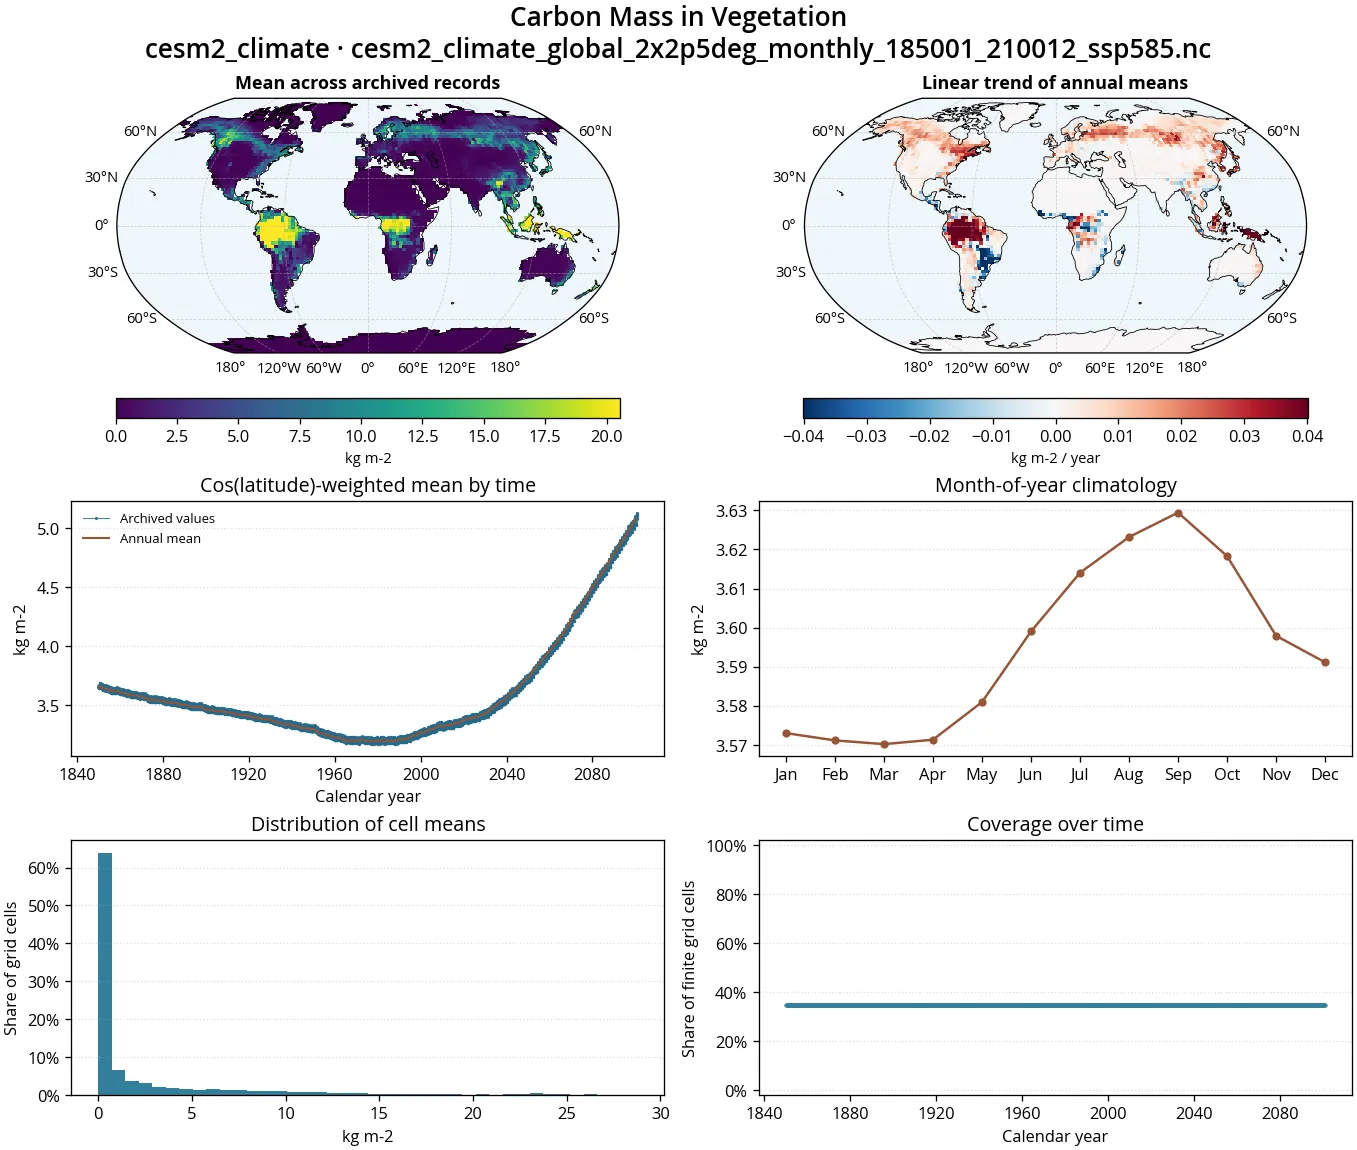 Carbon Mass in Vegetation
cesm2_climate · cesm2_climate_global_2x2p5deg_monthly_185001_210012_ssp585.nc
Mean across archived records
60°N 60°N
30°N
0°
30°S
60°S 60°S
180° 120°W 60°W 0° 60°E 120°E 180°
0.0 2.5 5.0 7.5 10.0 12.5 15.0 17.5 20.0
kg m-2
Linear trend of annual means
60°N 60°N
30°N
0°
30°S
60°S 60°S
180° 120°W 60°W 0° 60°E 120°E 180°
−0.04 −0.03 −0.02 −0.01 0.00 0.01 0.02 0.03 0.04
kg m-2 / year
Cos(latitude)-weighted mean by time
Archived values
Annual mean
kg m-2
5.0
4.5
4.0
3.5
1840 1880 1920 1960 2000 2040 2080
Calendar year
Month-of-year climatology
kg m-2
3.63
3.62
3.61
3.60
3.59
3.58
3.57
Jan Feb Mar Apr May Jun Jul Aug Sep Oct Nov Dec
Distribution of cell means
Share of grid cells
60%
50%
40%
30%
20%
10%
0%
0 5 10 15 20 25 30
kg m-2
Coverage over time
Share of finite grid cells
100%
80%
60%
40%
20%
0%
1840 1880 1920 1960 2000 2040 2080
Calendar year